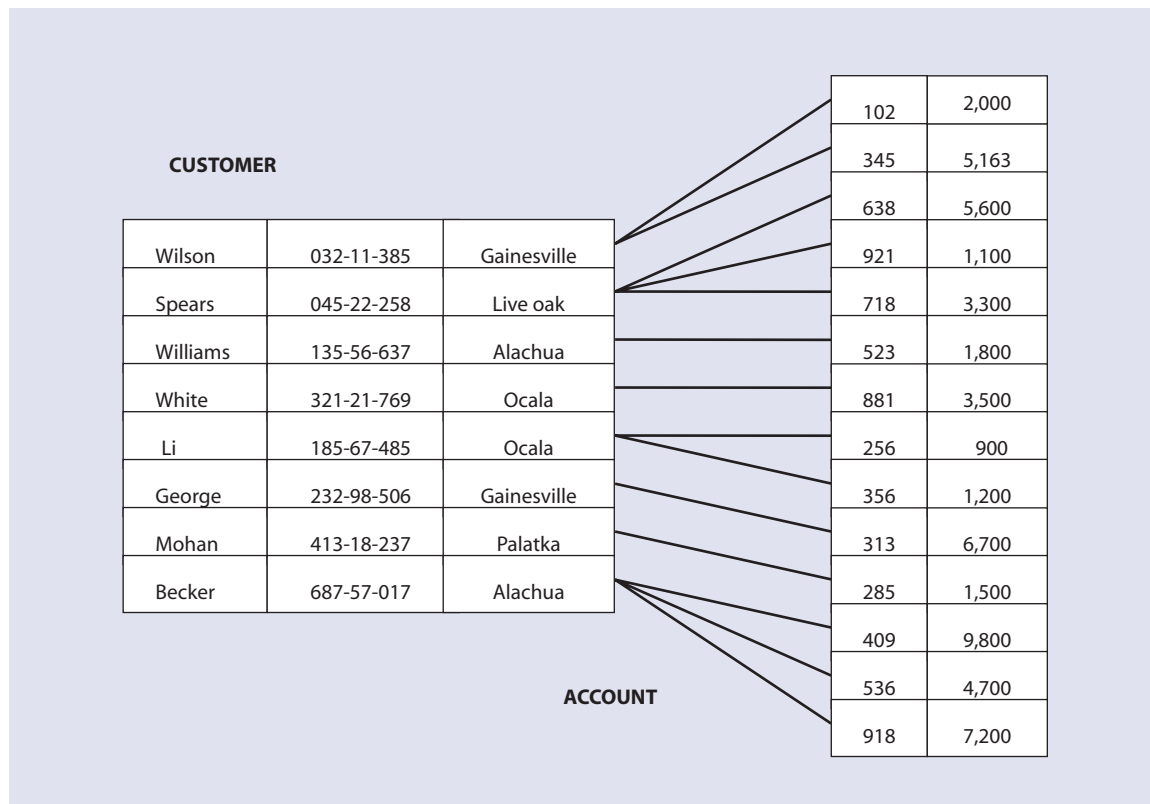 CUSTOMER
Wilson 032-11-385 Gainesville
Spears 045-22-258 Live oak
Williams 135-56-637 Alachua
White 321-21-769 Ocala
Li 185-67-485 Ocala
George 232-98-506 Gainesville
Mohan 413-18-237 Palatka
Becker 687-57-017 Alachua
ACCOUNT
102 2,000
345 5,163
638 5,600
921 1,100
718 3,300
523 1,800
881 3,500
256 900
356 1,200
313 6,700
285 1,500
409 9,800
536 4,700
918 7,200